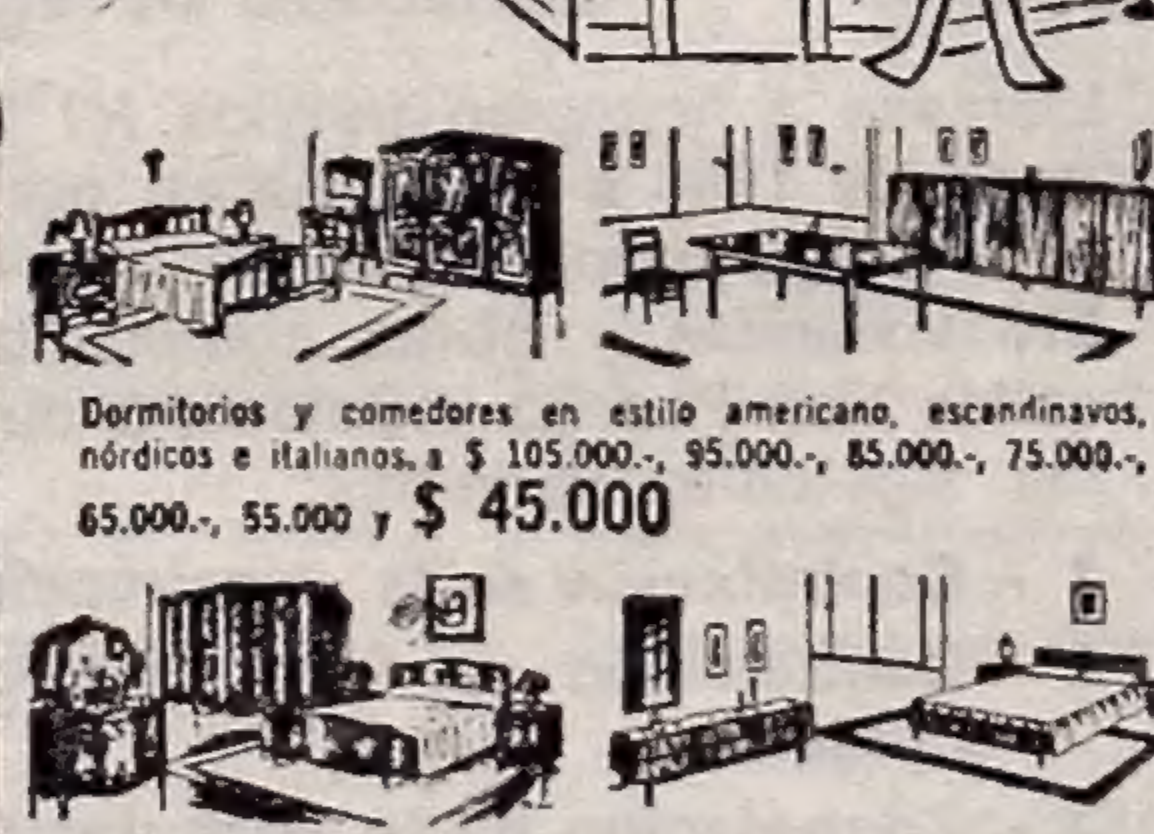 Dormitorios y comedores en estilo americano, escandinavos,
nórdicos e italianos, a $ 105.000.-, 95.000.-, 85.000.-, 75.000.-,
65.000.-, 55.000 y $ 45.000